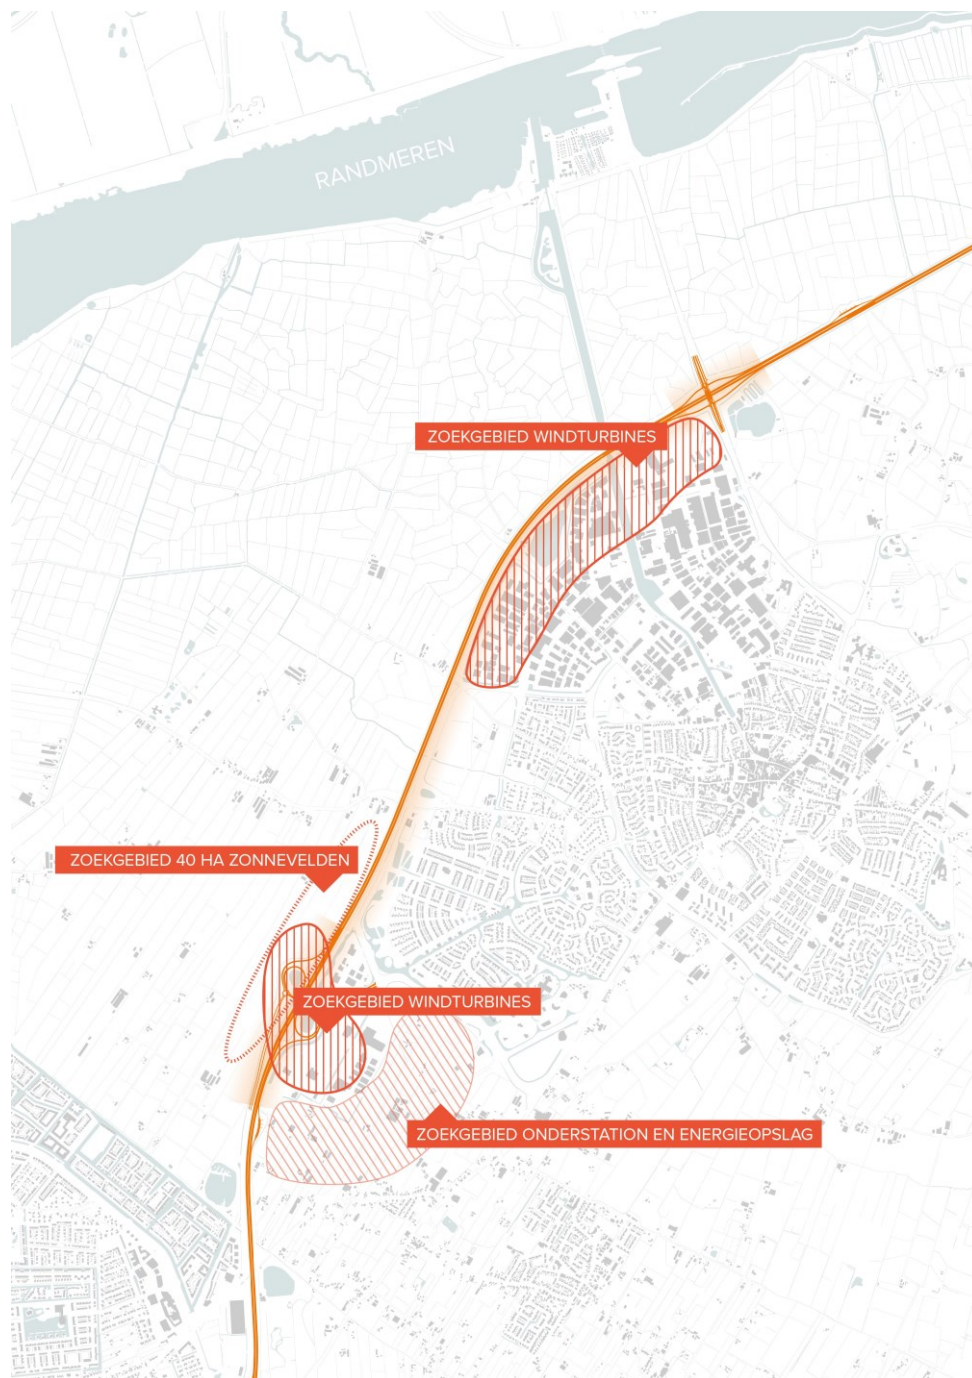 RANDMEREN
ZOEKGEBIED WINDTURBINES
ZOEKGEBIED 40 HA ZONNEVELDEN
ZOEKGEBIED WINDTURBINES
ZOEKGEBIED ONDERSTATION EN ENERGIEOPSLAG